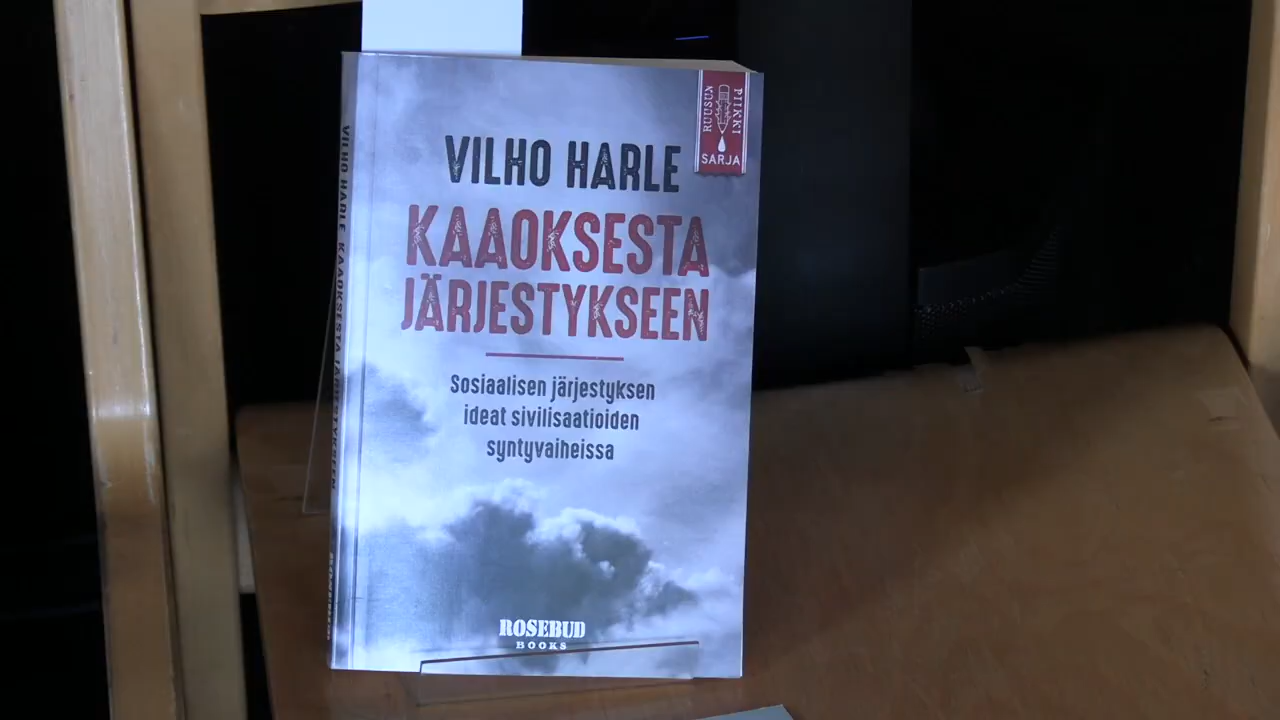 RUUSUN PIIKKI
SARJA
VILHO HARLE
KAAOKSESTA
JÄRJESTYKSEEN
Sosiaalisen järjestyksen
ideat sivilisaatioiden
syntyvaiheissa
ROSEBUD
BOOKS
VILHO HARLE KAAOKSESTA JÄRJESTYKSEEN